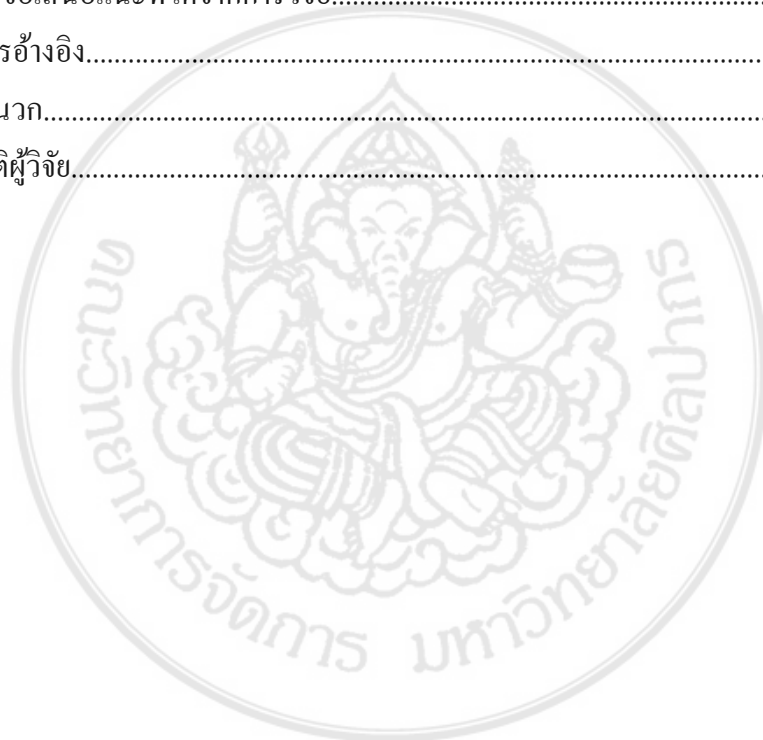 รอ้างอิง
นวก
ติผู้วิจัย
คณะวิทยาการจัดการ มหาวิทยาลัยศิลปากร